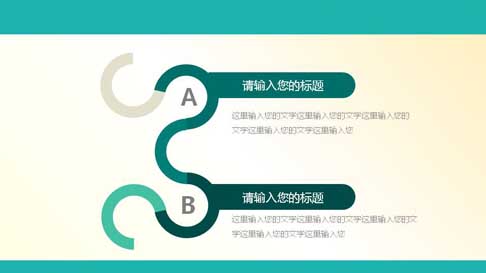 A
请输入您的标题
这里输入您的文字这里输入您的文字这里输入您的
文字这里输入您的文字这里输入您
B
请输入您的标题
这里输入您的文字这里输入您的文字这里输入您的文
字这里输入您的文字这里输入您